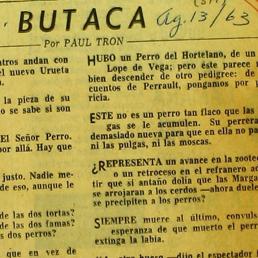 BUTACA
Ag. 13/63
Por PAUL TRON
ntros andan con
el nuevo Urueta
la pieza de su
o se sabe si son
El Señor Perro.
por allá. Hay que
justo. Nadie me-
de eso, aunque le
de las dos tortas?
de las dos famas?
s dos perros?
que en vez de
HUBO un Perro del Hortelano, de un
Lope de Vega; pero éste parece m
bien descender de otro pedigree: de
cuentos de Perrault, pongamos por
ricia.
ESTE no es un perro tan flaco que las
gas se le acumulen. Su perrera
demasiado nueva para que en ella no pa
ni las pulgas, ni las moscas.
¿REPRESENTA un avance en la zootec
o un retroceso en el refranero ac
tir que si antaño dolía que las Marga
se arrojaran a los cerdos —ahora duele
se precipiten a los perros?
SIEMPRE muere al último, convuls
esperanza de que muerto el perr
extinga la labia.